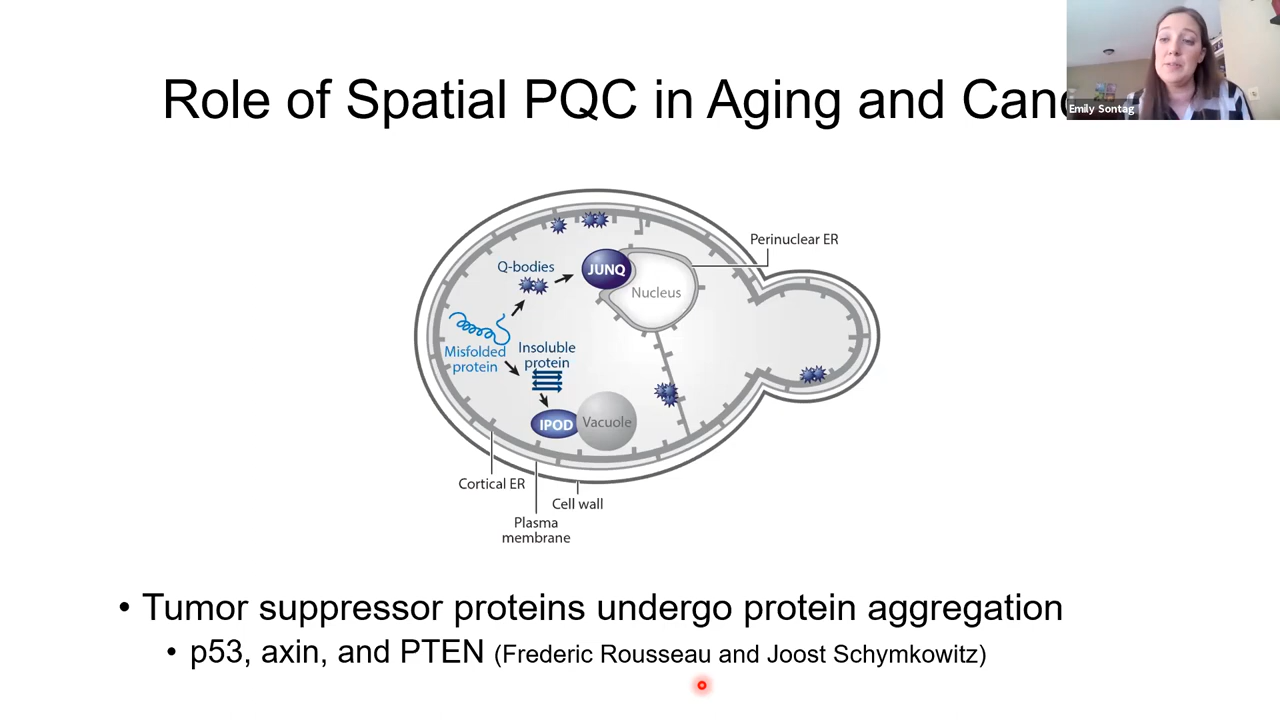 Role of Spatial PQC in Aging and Canc
Emily Sontag
Perinuclear ER
Q-bodies
JUNQ
Nucleus
Misfolded
protein
Insoluble
protein
IPOD
Vacuole
Cortical ER
Cell wall
Plasma
membrane
• Tumor suppressor proteins undergo protein aggregation
• p53, axin, and PTEN (Frederic Rousseau and Joost Schymkowitz)